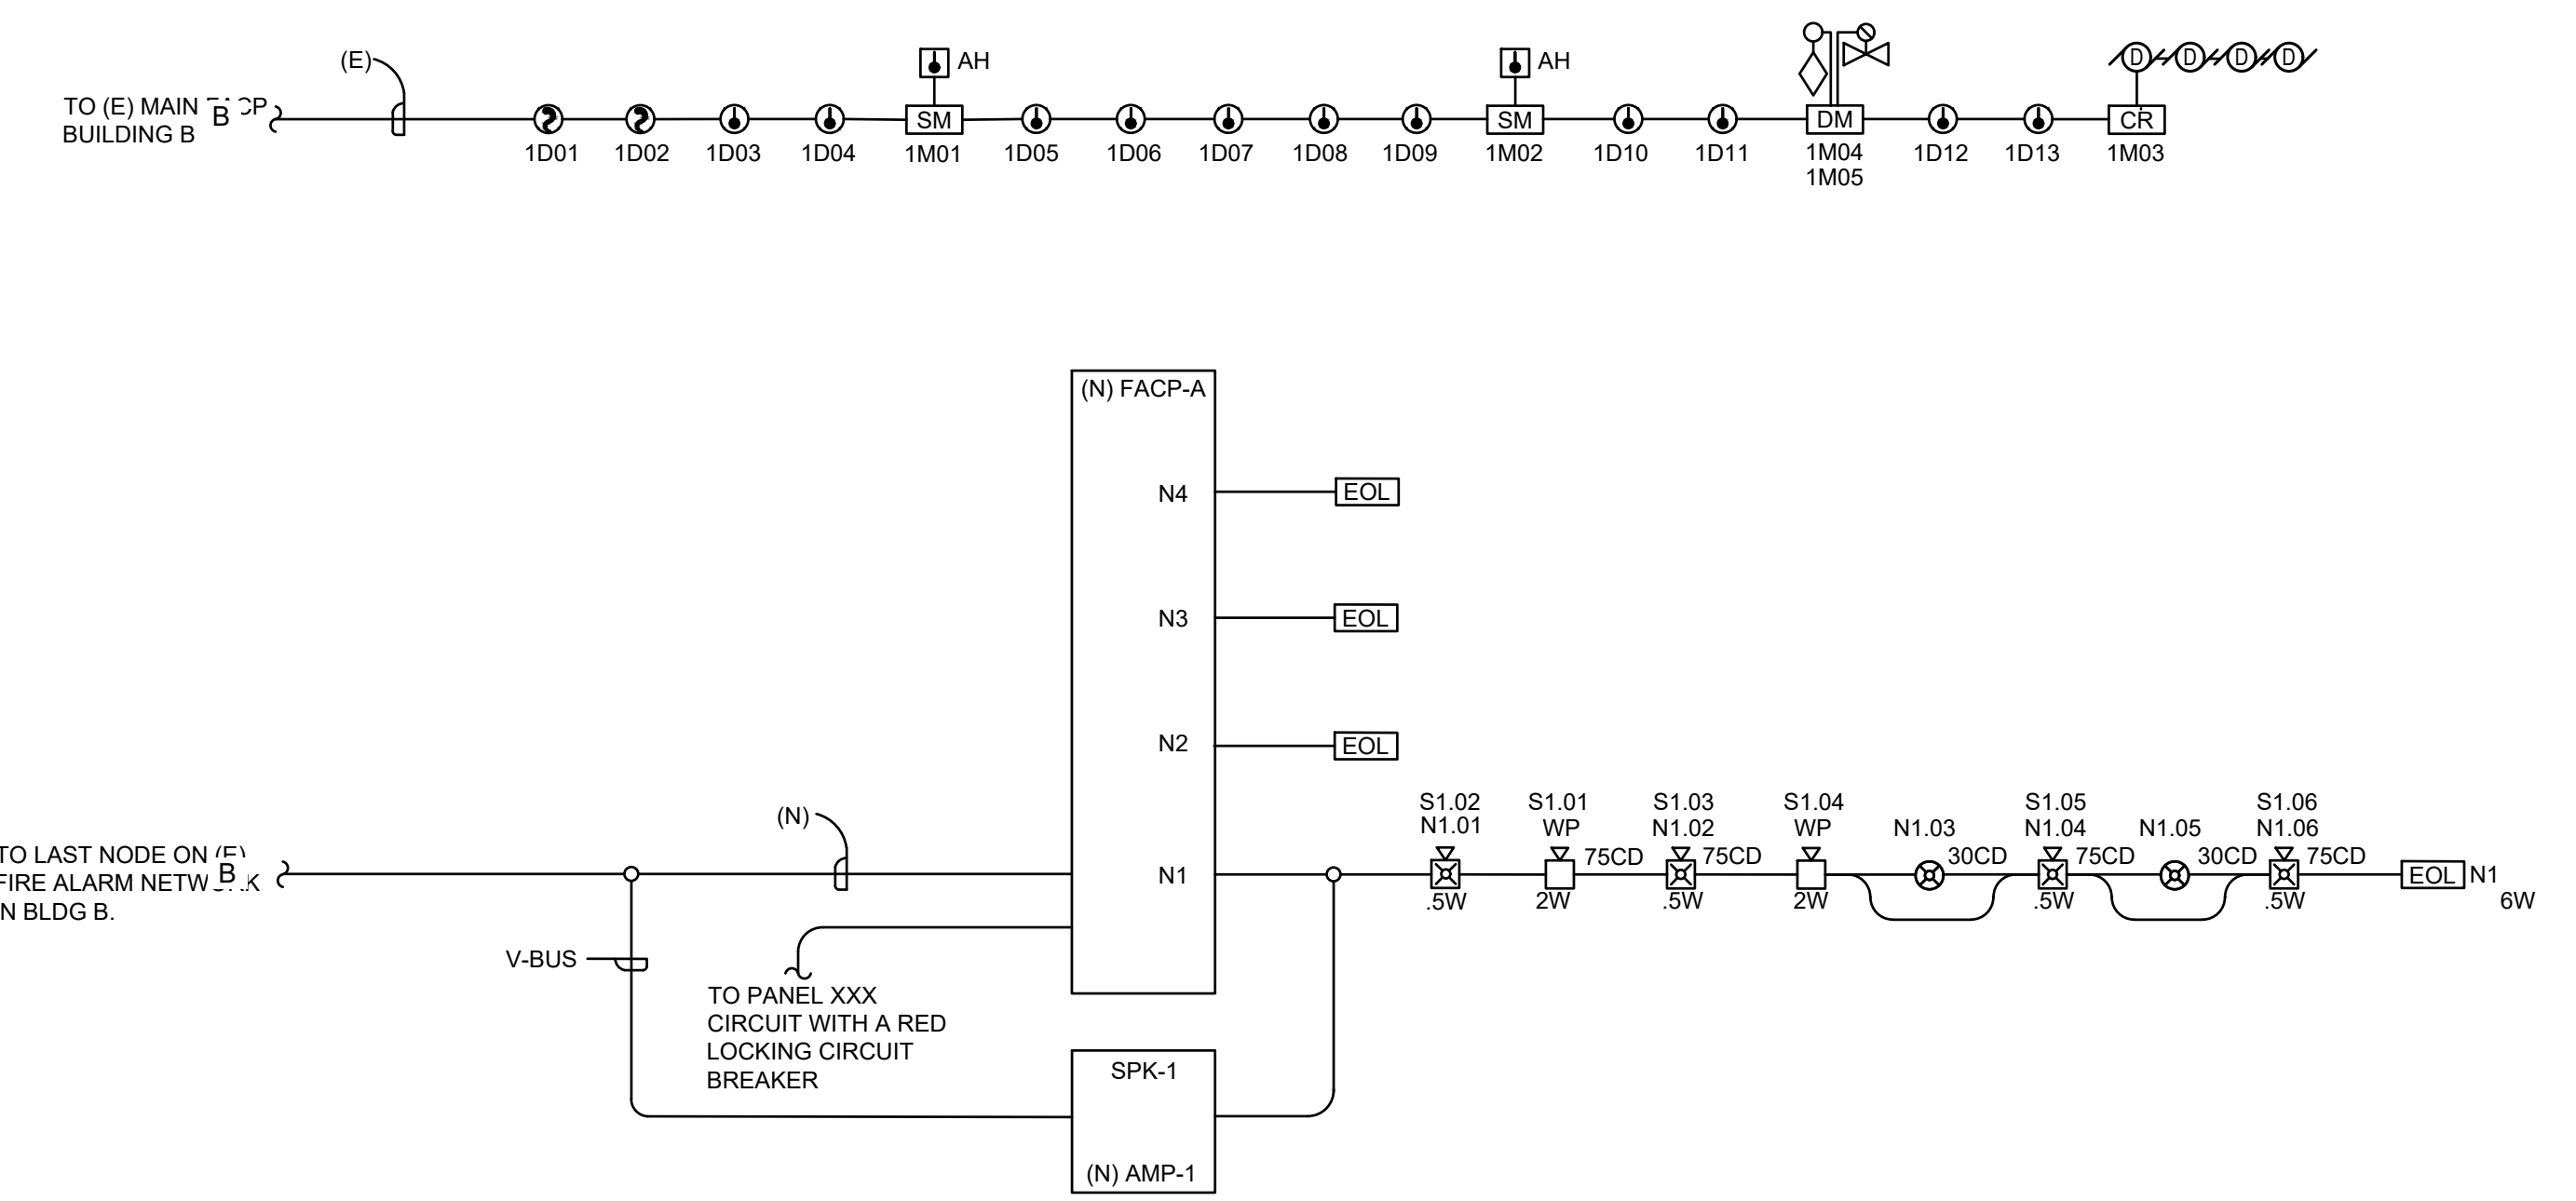 (E)
AH
AH
D D D D
TO (E) MAIN CP
B
BUILDING B
SM
SM
DM
CR
1D01 1D02 1D03 1D04 1M01 1D05 1D06 1D07 1D08 1D09 1M02 1D10 1D11 1M04 1D12 1D13 1M03
1M05
(N) FACP-A
N4
EOL
N3
EOL
N2
EOL
N1
(N)
TO LAST NODE ON (E)
B
FIRE ALARM
N BLDG B.
V-BUS
TO PANEL XXX
CIRCUIT WITH A RED
LOCKING CIRCUIT
BREAKER
SPK-1
(N) AMP-1
S1.02
N1.01
.5W
S1.01
WP
75CD
2W
S1.03
N1.02
75CD
.5W
S1.04
WP
2W
N1.03
30CD
S1.05
N1.04
75CD
.5W
N1.05
30CD
S1.06
N1.06
75CD
.5W
EOL N1
6W